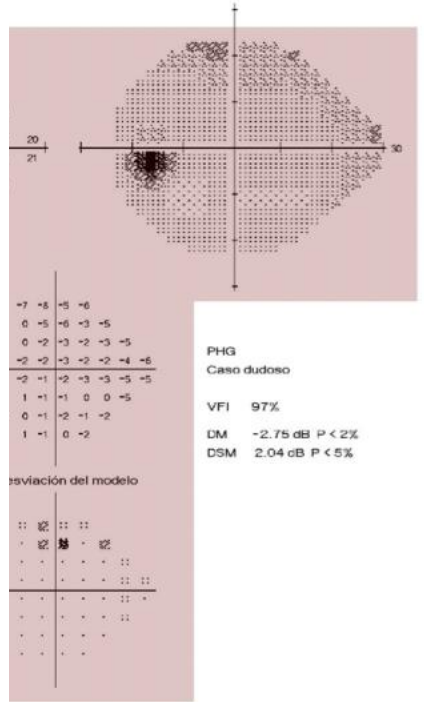 20
21
30
-7 -8 -5 -6
0 -5 -6 -3 -5
0 -2 -3 -2 -3 -5
-2 -2 -3 -2 -2 -4 -6
-2 -1 -2 -3 -3 -5 -5
1 -1 -1 0 0 -5
0 -1 -2 -1 -2
1 -1 0 -2
PHG
Caso dudoso
VFI 97%
DM -2.75 dB P < 2%
DSM 2.04 dB P < 5%
esviación del modelo